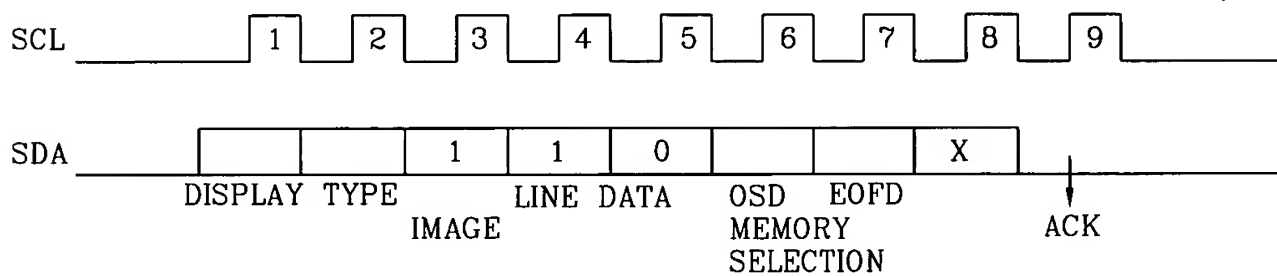 SCL 1 2 3 4 5 6 7 8 9
SDA 1 1 0 X
DISPLAY TYPE LINE DATA OSD EOFD
IMAGE MEMORY ACK
SELECTION